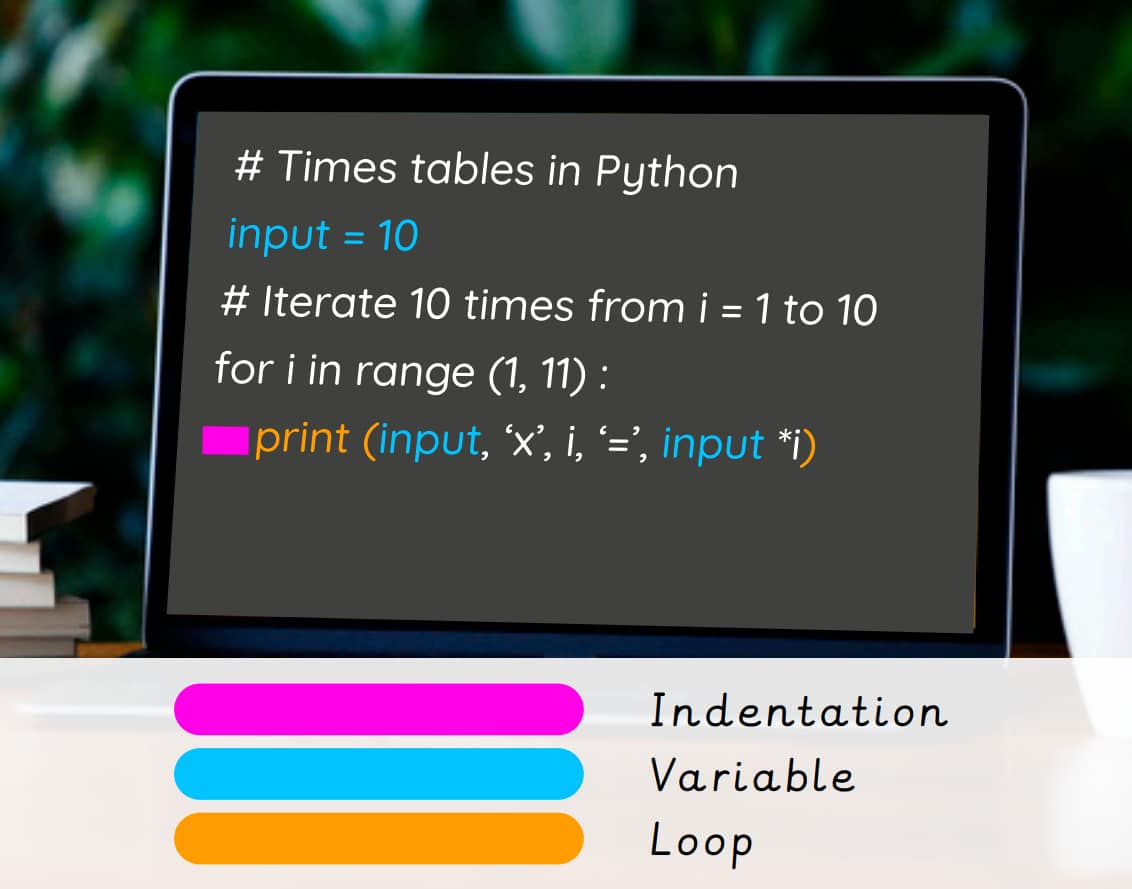 # Times tables in Python
input = 10
# Iterate 10 times from i = 1 to 10
for i in range (1, 11) :
print (input, ‘x’, i, ‘=’, input *i)
Indentation
Variable
Loop